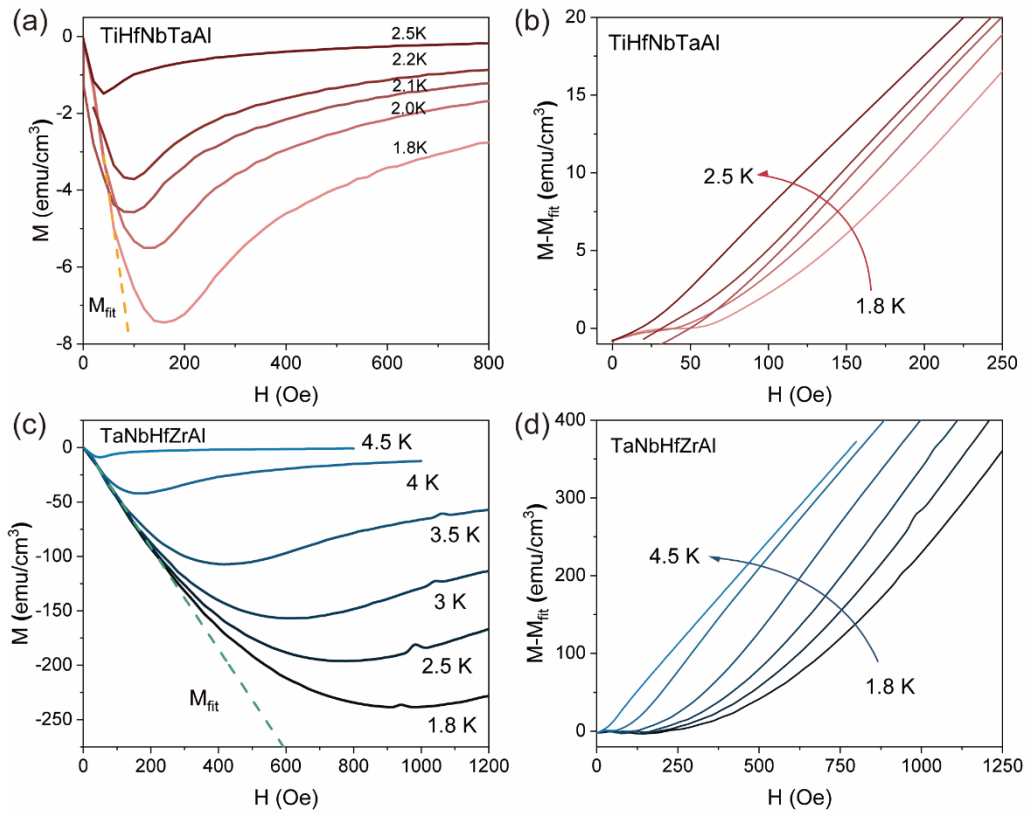 (a)
TiHfNbTaAl
0
-2
-4
-6
-8
M (emu/cm³)
2.5K
2.2K
2.1K
2.0K
1.8K
M_fit
0 200 400 600 800
H (Oe)
(b)
TiHfNbTaAl
20
15
10
5
0
M-M_fit (emu/cm³)
2.5 K
1.8 K
0 50 100 150 200 250
H (Oe)
(c)
TaNbHfZrAl
0
-50
-100
-150
-200
-250
M (emu/cm³)
4.5 K
4 K
3.5 K
3 K
2.5 K
1.8 K
M_fit
0 200 400 600 800 1000 1200
H (Oe)
(d)
TaNbHfZrAl
400
300
200
100
0
M-M_fit (emu/cm³)
4.5 K
1.8 K
0 250 500 750 1000 1250
H (Oe)